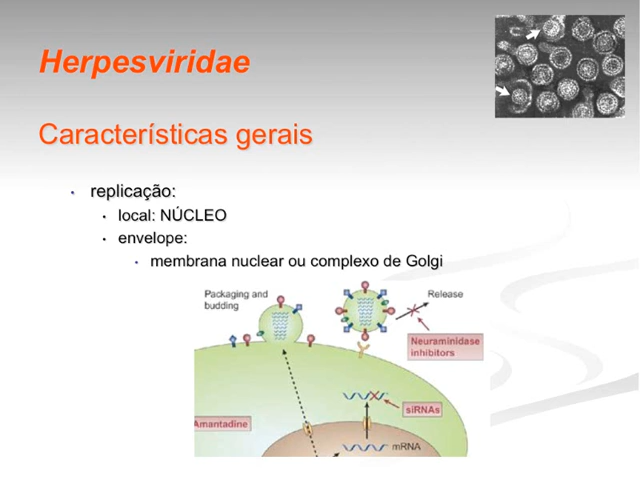 Herpesviridae
Características gerais
• replicação:
• local: NÚCLEO
• envelope:
• membrana nuclear ou complexo de Golgi
Packaging and
budding
Release
Neuraminidase
inhibitors
siRNAs
Amantadine
mRNA